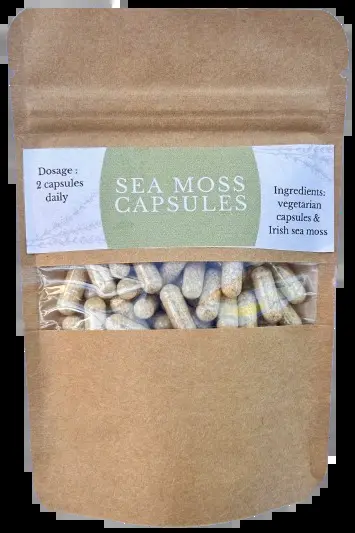 Dosage :
2 capsules
daily
SEA MOSS
CAPSULES
Ingredients:
vegetarian
capsules &
Irish sea moss